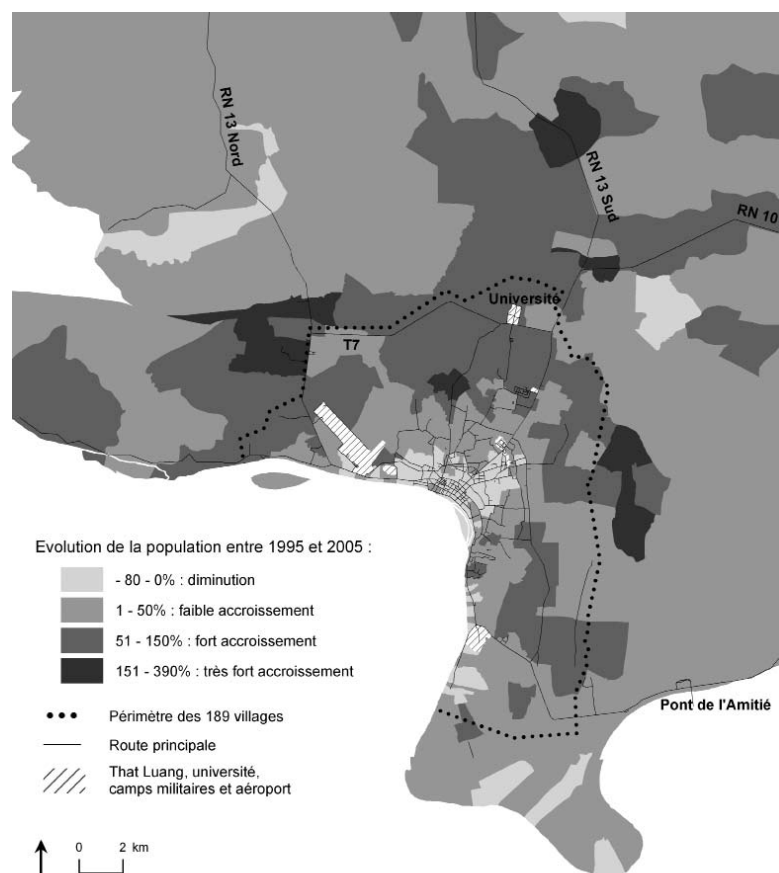 RN 13 Nord
RN 13 Sud
RN 10
Université
T7
Evolution de la population entre 1995 et 2005 :
- 80 - 0% : diminution
1 - 50% : faible accroissement
51 - 150% : fort accroissement
151 - 390% : très fort accroissement
Pont de l'Amitié
Périmètre des 189 villages
Route principale
That Luang, université,
camps militaires et aéroport
0 2 km